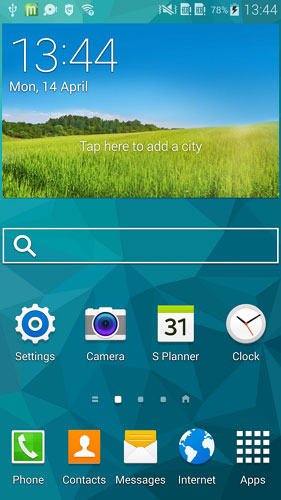 78% 13:44
13:44
Mon, 14 April
Tap here to add a city
31
Settings Camera S Planner Clock
Phone Contacts Messages Internet Apps